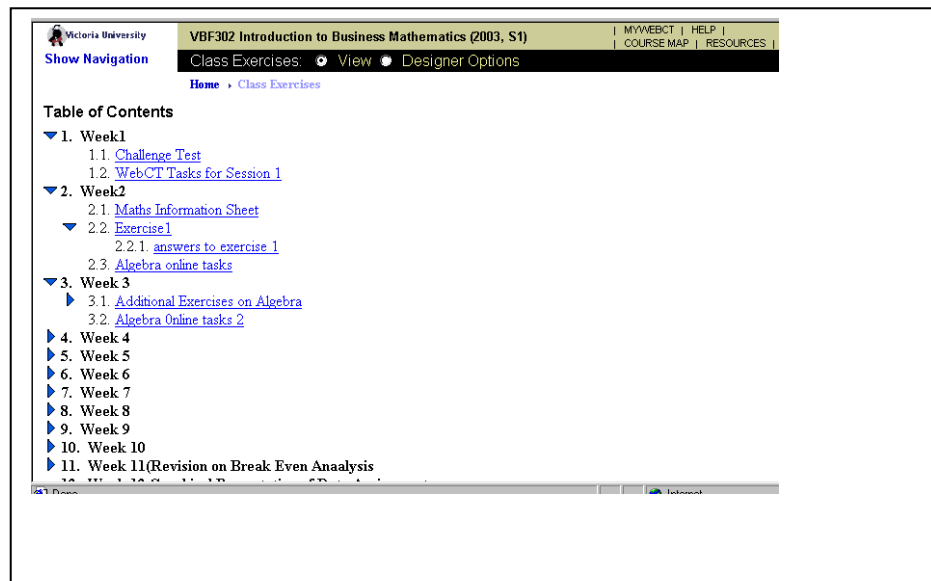 Victoria University
VBF302 Introduction to Business Mathematics (2003, S1)
| MYWEBCT | HELP |
| COURSE MAP | RESOURCES |
Show Navigation
Class Exercises: View Designer Options
Home › Class Exercises
Table of Contents
1. Week1
1.1. Challenge Test
1.2. WebCT Tasks for Session 1
2. Week2
2.1. Maths Information Sheet
2.2. Exercise1
2.2.1. answers to exercise 1
2.3. Algebra online tasks
3. Week 3
3.1. Additional Exercises on Algebra
3.2. Algebra 0nline tasks 2
4. Week 4
5. Week 5
6. Week 6
7. Week 7
8. Week 8
9. Week 9
10. Week 10
11. Week 11(Revision on Break Even Anaalysis
Done
Internet